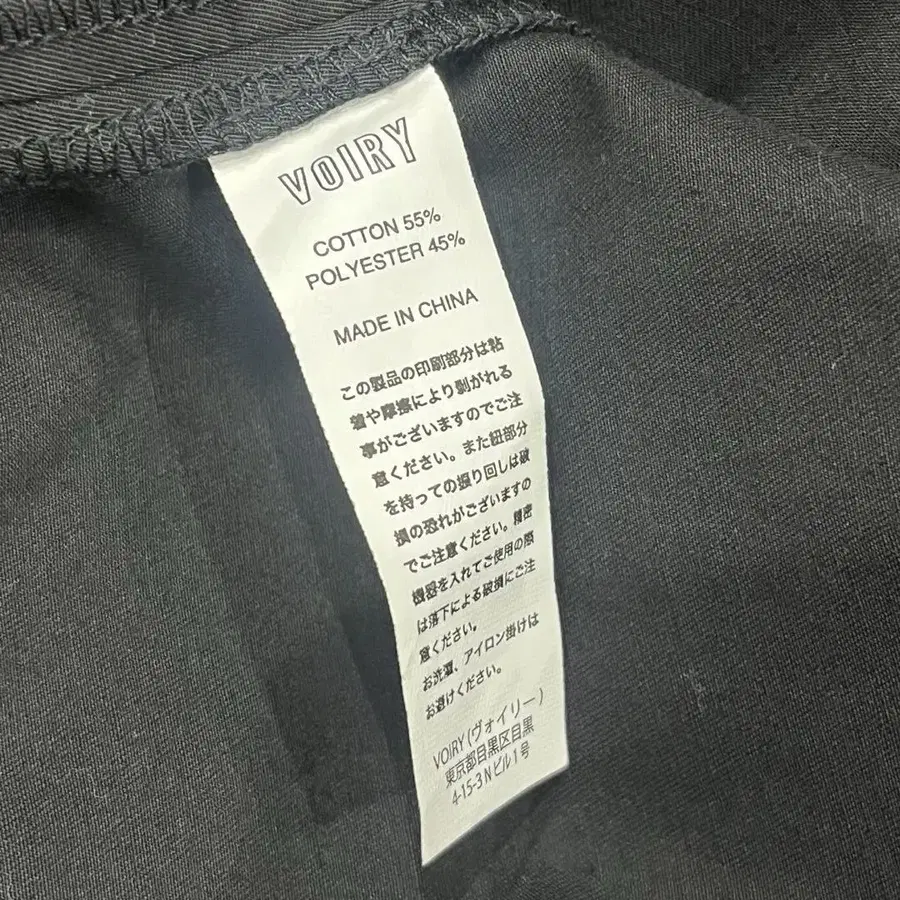 VOIRY
COTTON 55%
POLYESTER 45%
MADE IN CHINA
この製品の印刷部分は粘
着や摩擦により剥がれる
事がございますのでご注
意ください。また紐部分
を持っての振り回しは破
損の恐れがございますの
でご注意ください。精密
機器を入れてご使用の際
は落下による破損にご注
意ください。
お洗濯、アイロン掛けは
お避けください。
VOIRY(ヴォイリー)
東京都目黒区目黒
4-15-3 N ビル1号